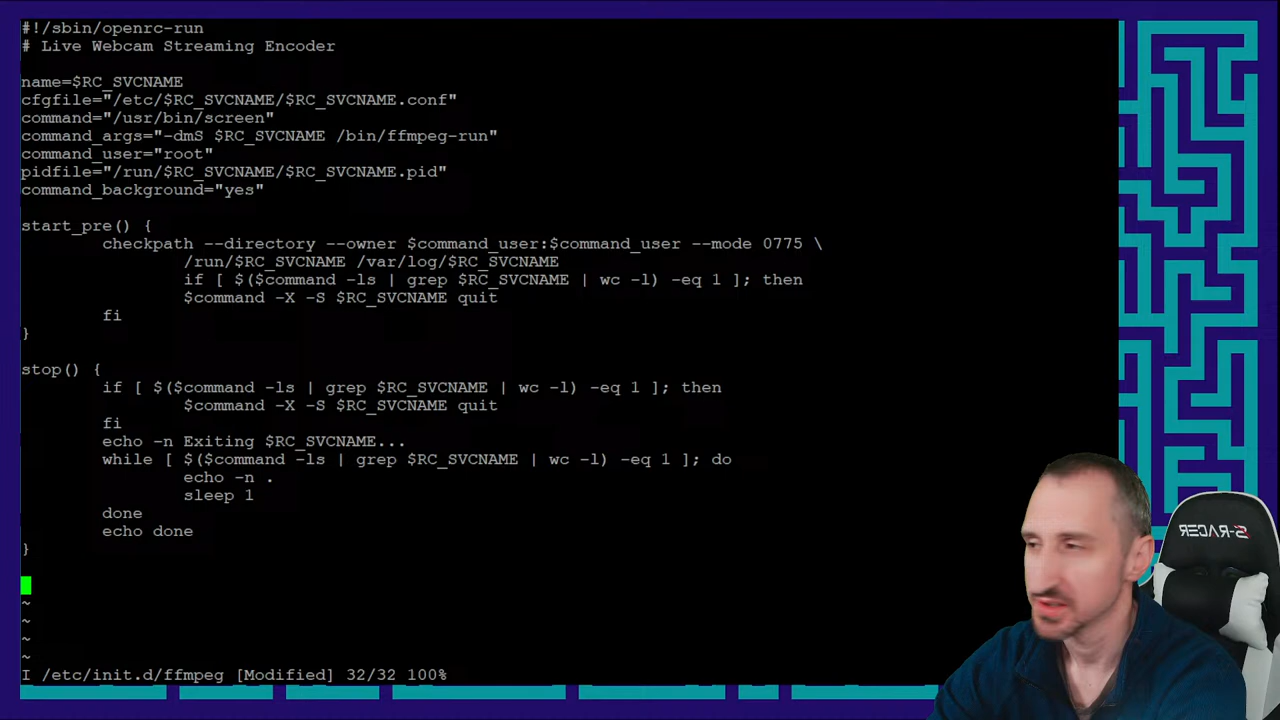 #!/sbin/openrc-run
# Live Webcam Streaming Encoder
name=$RC_SVCNAME
cfgfile="/etc/$RC_SVCNAME/$RC_SVCNAME.conf"
command="/usr/bin/screen"
command_args="-dmS $RC_SVCNAME /bin/ffmpeg-run"
command_user="root"
pidfile="/run/$RC_SVCNAME/$RC_SVCNAME.pid"
command_background="yes"
start_pre() {
checkpath --directory --owner $command_user:$command_user --mode 0775 \
/run/$RC_SVCNAME /var/log/$RC_SVCNAME
if [ $($command -ls | grep $RC_SVCNAME | wc -l) -eq 1 ]; then
$command -X -S $RC_SVCNAME quit
fi
}
stop() {
if [ $($command -ls | grep $RC_SVCNAME | wc -l) -eq 1 ]; then
$command -X -S $RC_SVCNAME quit
fi
echo -n Exiting $RC_SVCNAME...
while [ $($command -ls | grep $RC_SVCNAME | wc -l) -eq 1 ]; do
echo -n .
sleep 1
done
echo done
}
~
~
~
~
I /etc/init.d/ffmpeg [Modified] 32/32 100%
S-RACER